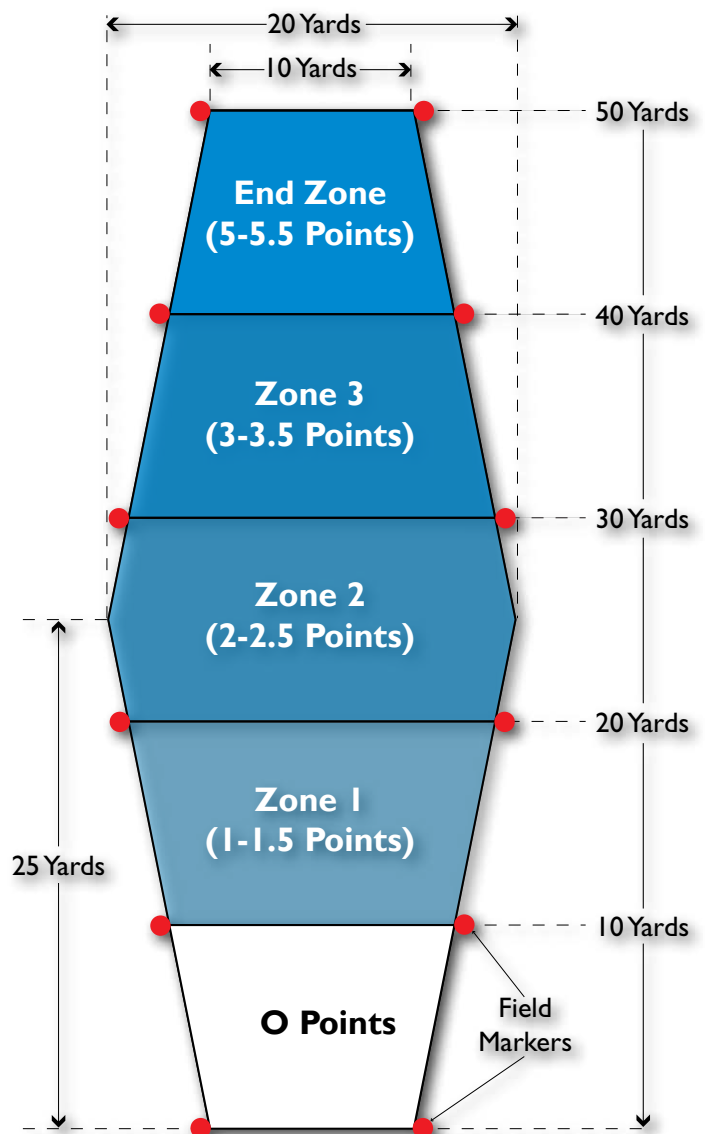 20 Yards
10 Yards
50 Yards
End Zone
(5-5.5 Points)
40 Yards
Zone 3
(3-3.5 Points)
30 Yards
Zone 2
(2-2.5 Points)
20 Yards
Zone 1
(1-1.5 Points)
25 Yards
10 Yards
Field
Markers
O Points